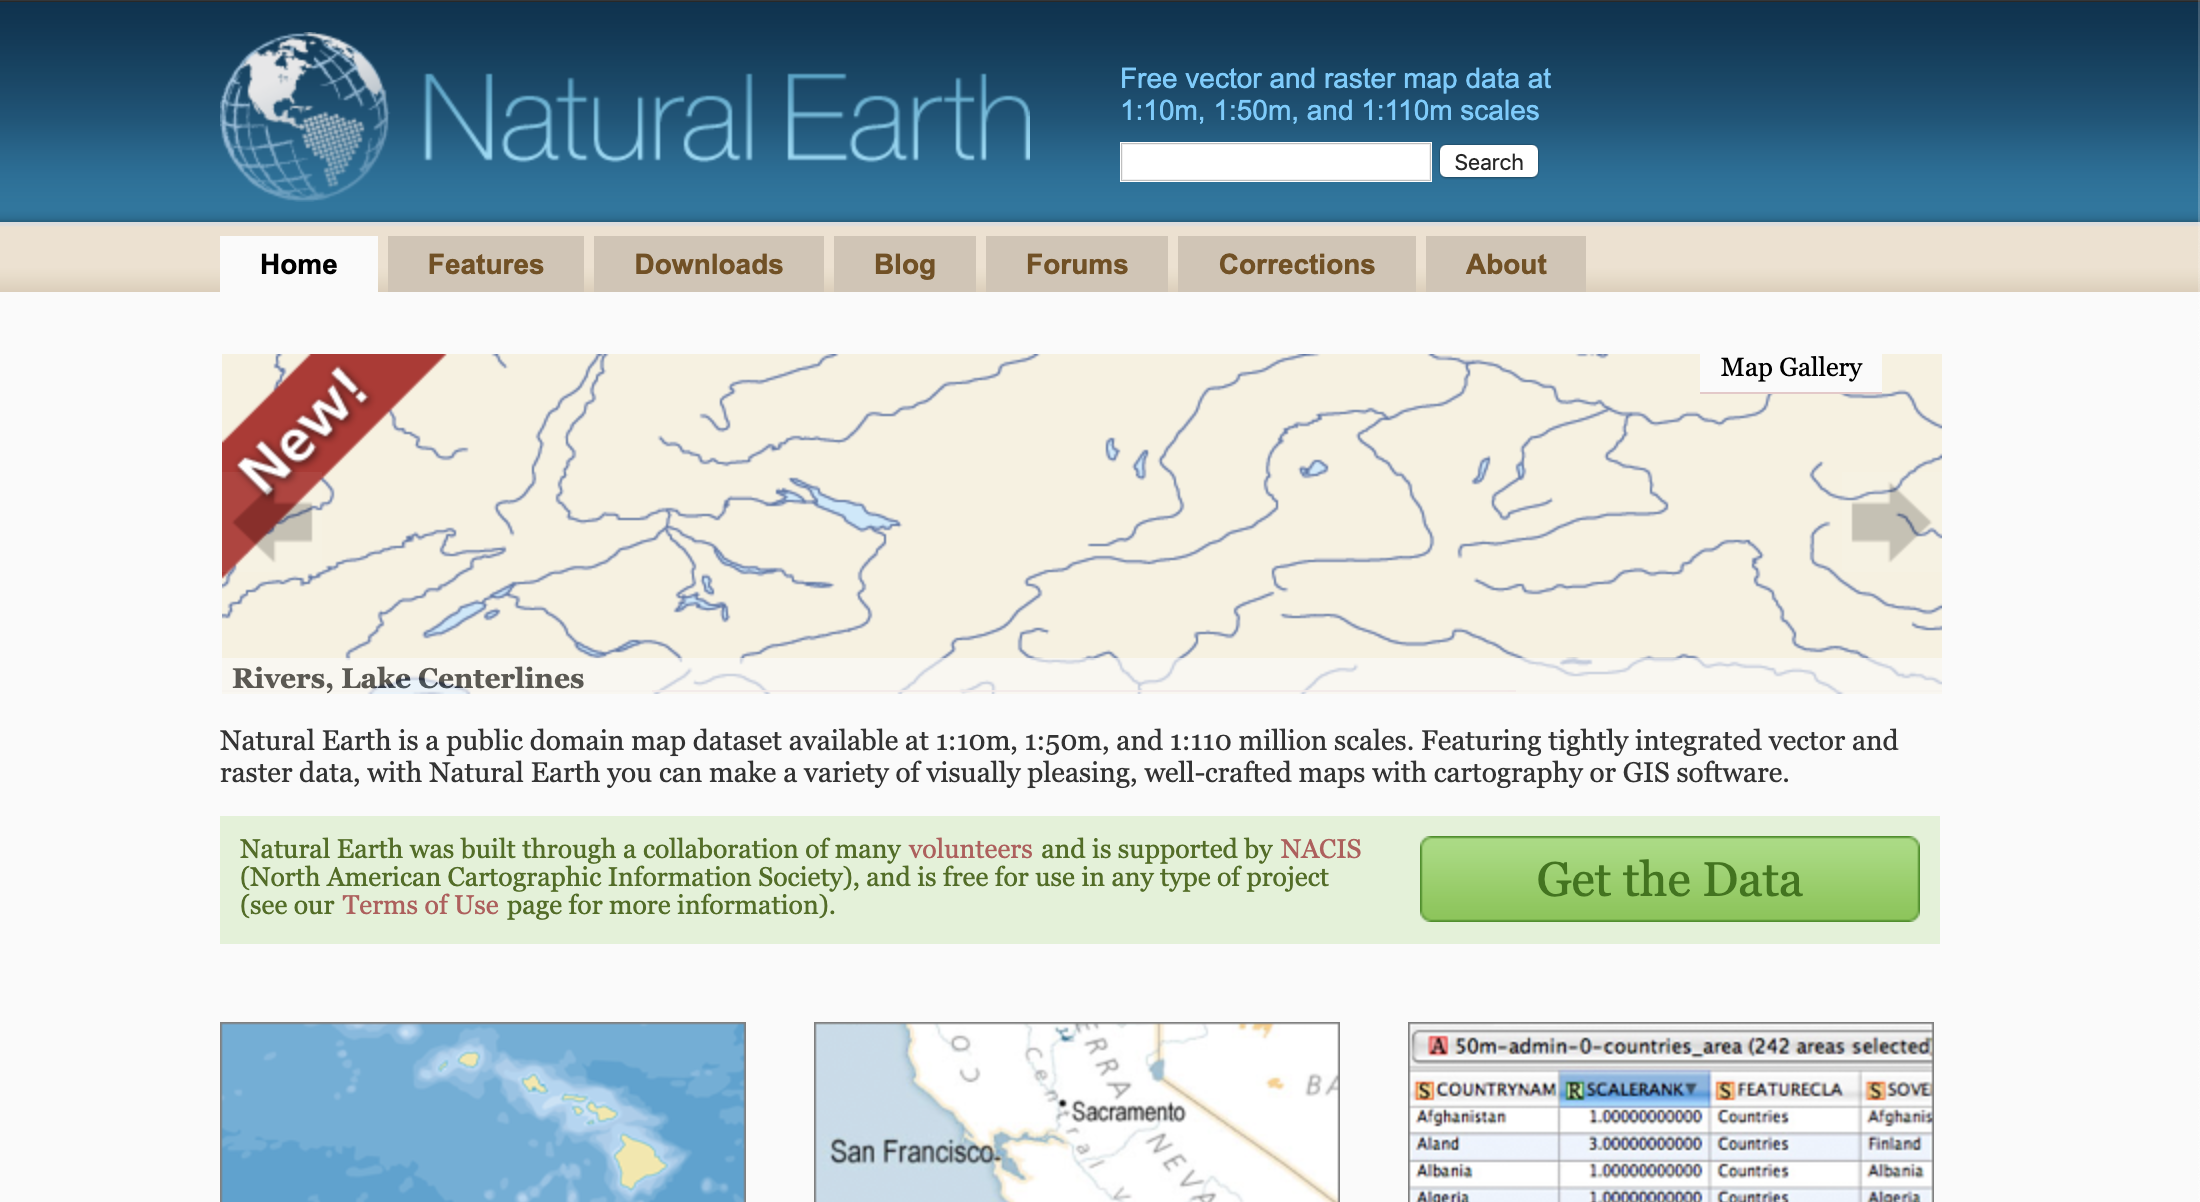 Natural Earth
Free vector and raster map data at
1:10m, 1:50m, and 1:110m scales
Search
Home
Features
Downloads
Blog
Forums
Corrections
About
New!
Map Gallery
Rivers, Lake Centerlines
Natural Earth is a public domain map dataset available at 1:10m, 1:50m, and 1:110 million scales. Featuring tightly integrated vector and
raster data, with Natural Earth you can make a variety of visually pleasing, well-crafted maps with cartography or GIS software.
Natural Earth was built through a collaboration of many volunteers and is supported by NACIS
(North American Cartographic Information Society), and is free for use in any type of project
(see our Terms of Use page for more information).
Get the Data
CO
Central V
ERRA
NEVA
BA
Sacramento
San Francisco
A 50m-admin-0-countries_area (242 areas selected
S COUNTRYNAM R SCALERANK▼ S FEATURECLA S SOVE
Afghanistan 1.00000000000 Countries Afghanis
Aland 3.00000000000 Countries Finland
Albania 1.00000000000 Countries Albania
Algeria 1.00000000000 Countries Algeria